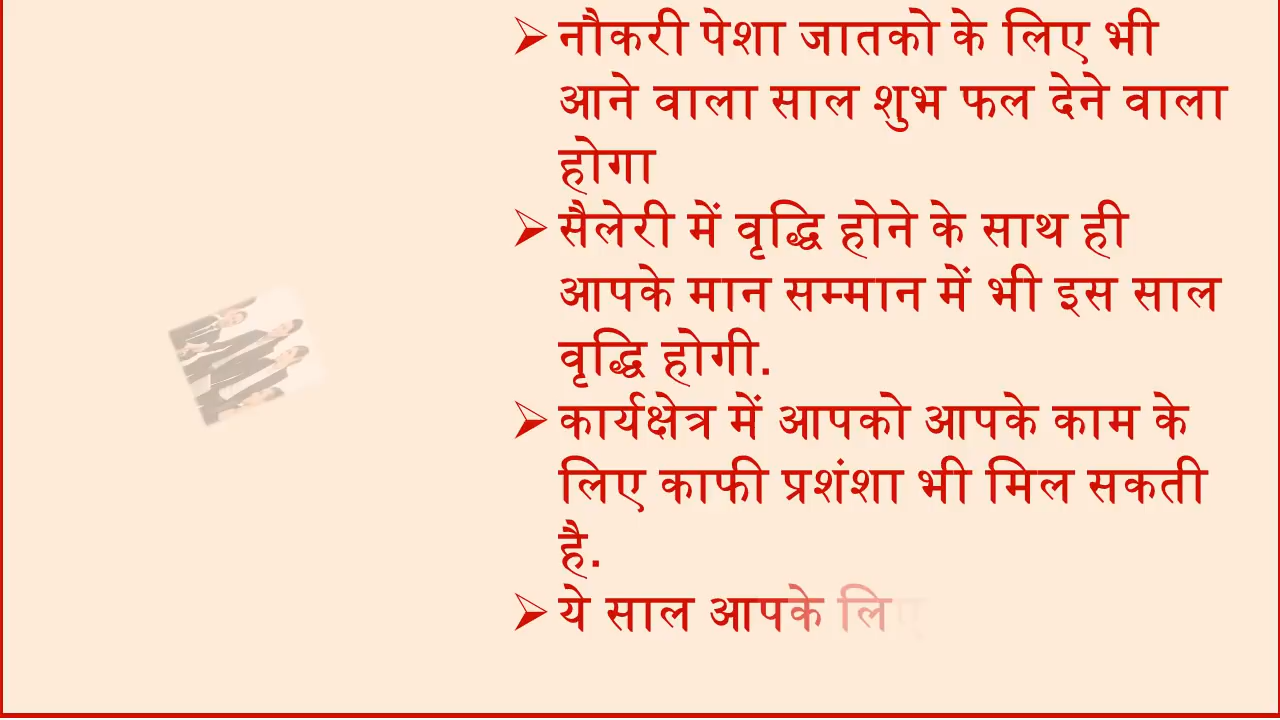 ➢ नौकरी पेशा जातको के लिए भी
आने वाला साल शुभ फल देने वाला
होगा
➢ सैलेरी में वृद्धि होने के साथ ही
आपके मान सम्मान में भी इस साल
वृद्धि होगी.
➢ कार्यक्षेत्र में आपको आपके काम के
लिए काफी प्रशंशा भी मिल सकती
है.
➢ ये साल आपके लिए